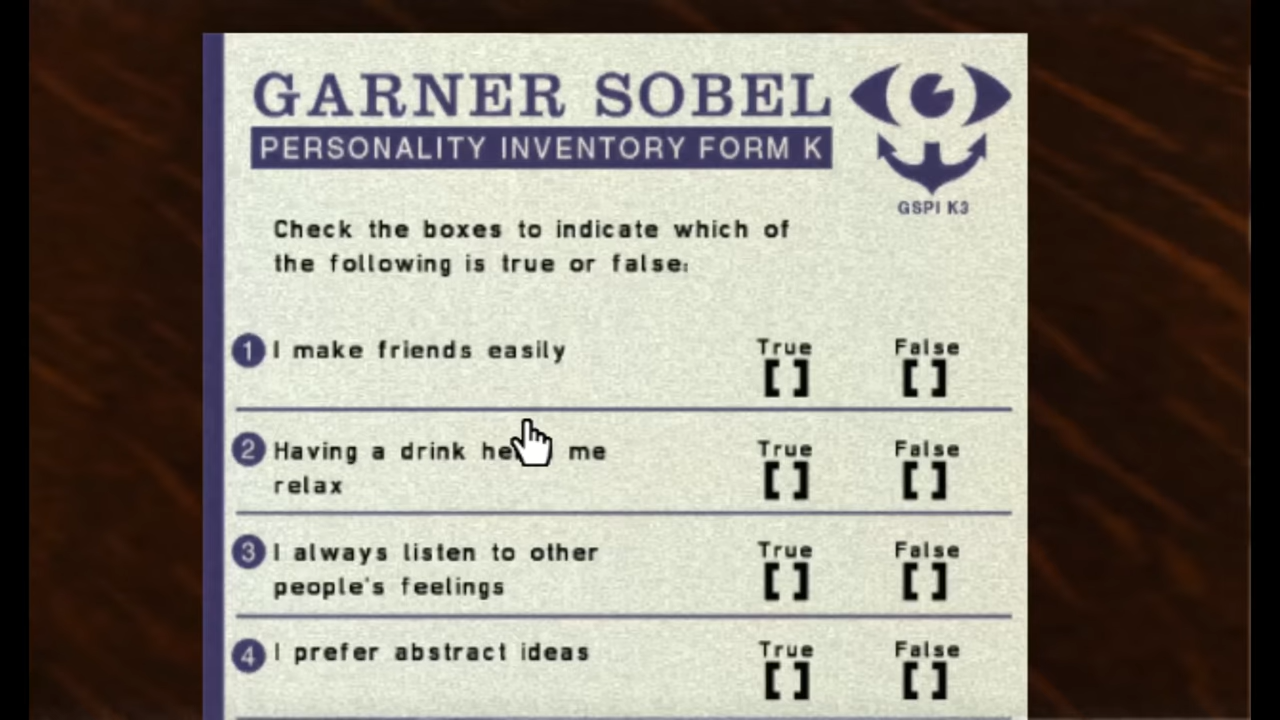 GARNER SOBEL
PERSONALITY INVENTORY FORM K
GSPI K3
Check the boxes to indicate which of
the following is true or false:
1 I make friends easily True False
[ ] [ ]
2 Having a drink me True False
relax [ ] [ ]
3 I always listen to other True False
people's feelings [ ] [ ]
4 I prefer abstract ideas True False
[ ] [ ]